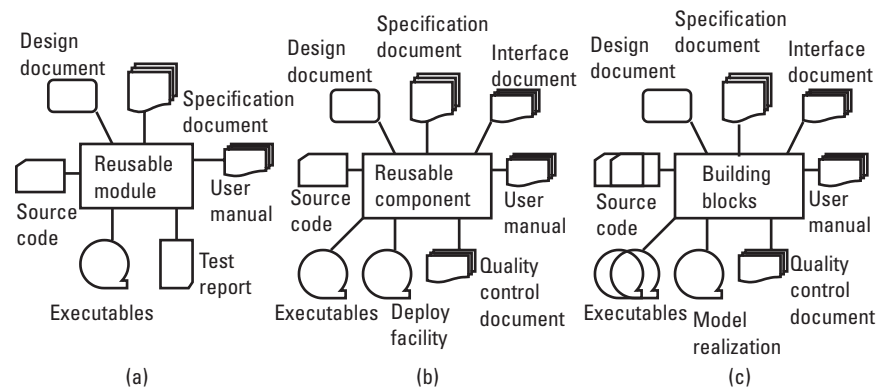 Design
document
Specification
document
Reusable
module
Source
code
User
manual
Test
report
Executables
(a)
Specification
document
Design
document
Interface
document
Reusable
component
Source
code
User
manual
Executables
Deploy
facility
Quality
control
document
(b)
Specification
document
Design
document
Interface
document
Building
blocks
Source
code
User
manual
Executables
Model
realization
Quality
control
document
(c)